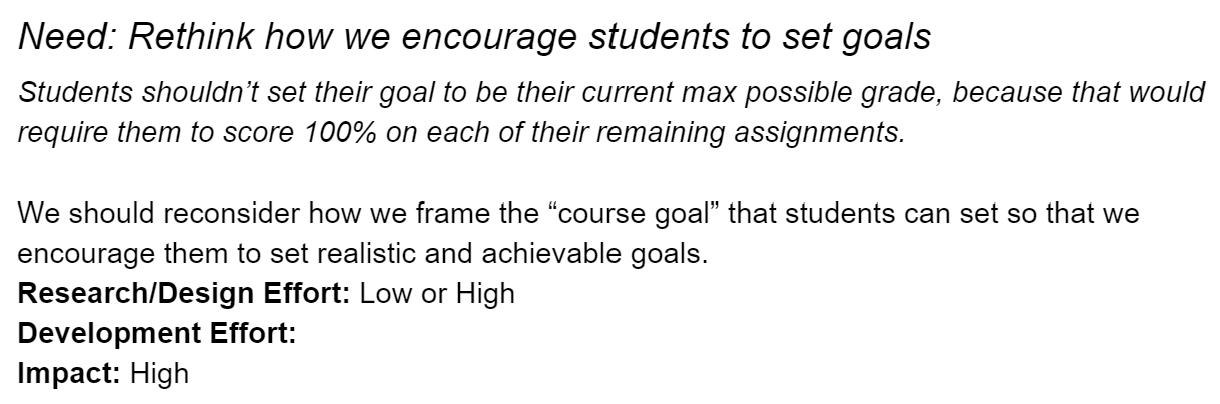 Need: Rethink how we encourage students to set goals
Students shouldn’t set their goal to be their current max possible grade, because that would
require them to score 100% on each of their remaining assignments.
We should reconsider how we frame the “course goal” that students can set so that we
encourage them to set realistic and achievable goals.
Research/Design Effort: Low or High
Development Effort:
Impact: High